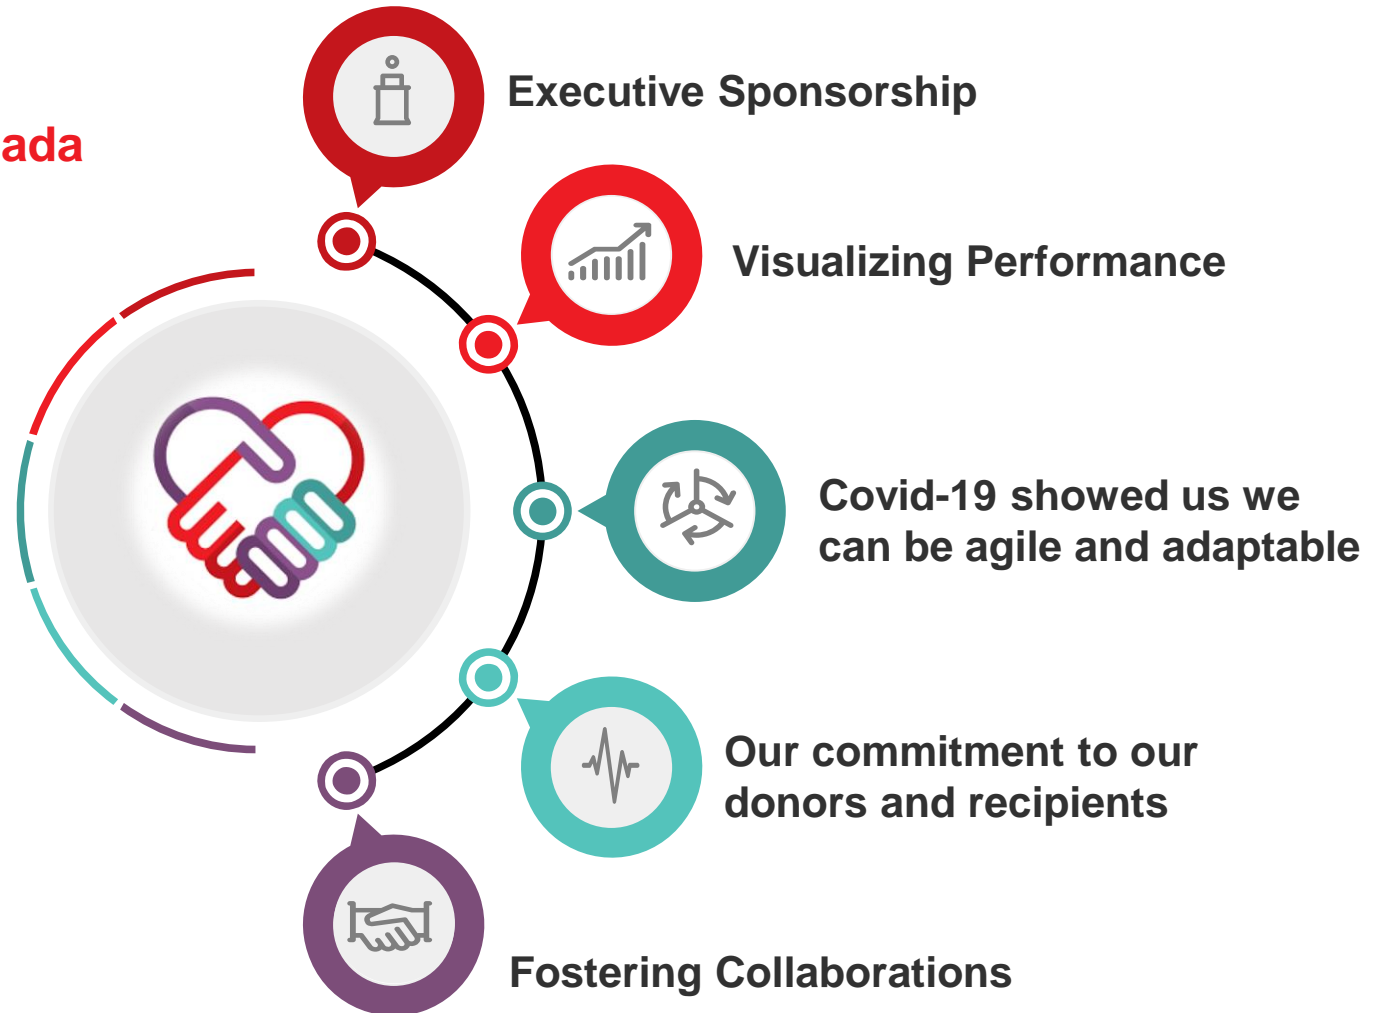 Executive Sponsorship
ada
Visualizing Performance
Covid-19 showed us we
can be agile and adaptable
Our commitment to our
donors and recipients
Fostering Collaborations